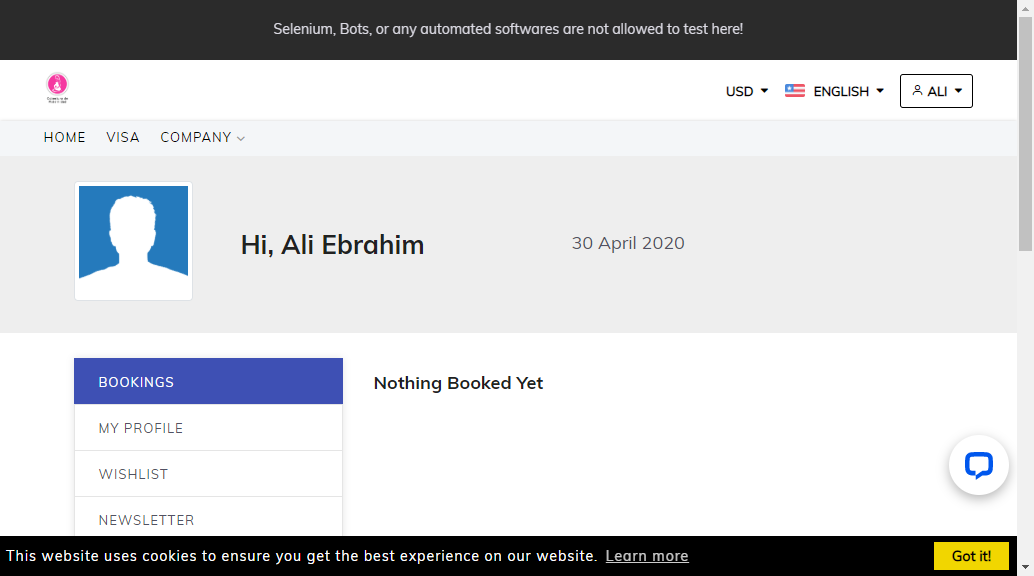 Selenium, Bots, or any automated softwares are not allowed to test here!
USD ENGLISH ALI
HOME VISA COMPANY
Hi, Ali Ebrahim
30 April 2020
BOOKINGS
Nothing Booked Yet
MY PROFILE
WISHLIST
NEWSLETTER
This website uses cookies to ensure you get the best experience on our website. Learn more
Got it!